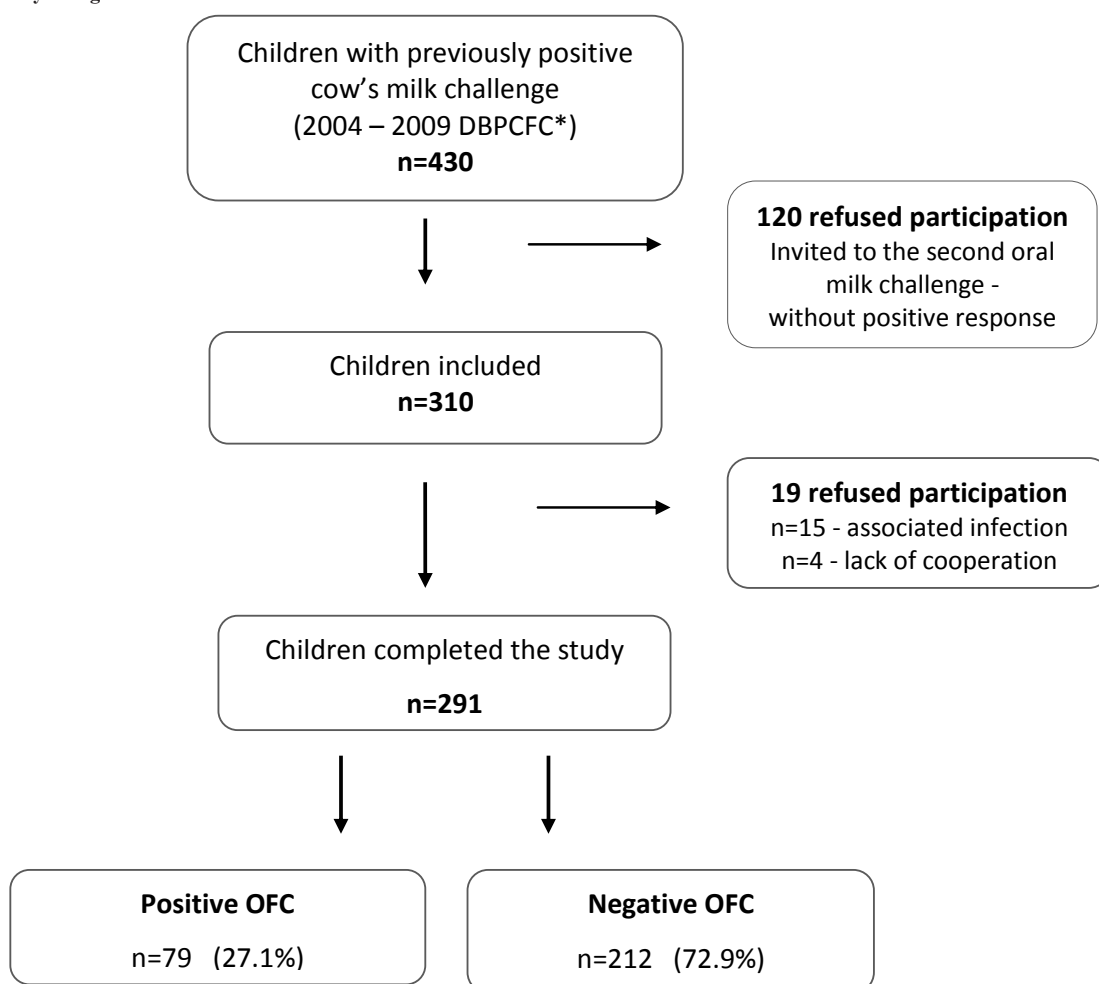 Children with previously positive
cow's milk challenge
(2004 – 2009 DBPCFC*)
n=430
120 refused participation
Invited to the second oral
milk challenge -
without positive response
Children included
n=310
19 refused participation
n=15 - associated infection
n=4 - lack of cooperation
Children completed the study
n=291
Positive OFC
n=79 (27.1%)
Negative OFC
n=212 (72.9%)